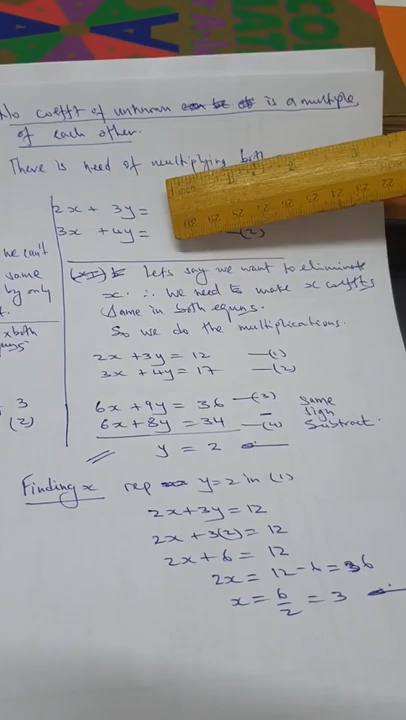 No coefft of unknown is a multiple
of each other.
There is need of multiplying both
2x + 3y =
3x + 4y =
(2)
we can't
same
by only
Lets say we want to eliminate
x ∴ We need to make x coeffts
Same in both equns.
So we do the multiplications.
x both
2x + 3y = 12 —(1)
3x + 4y = 17 —(2)
3
(2)
6x + 9y = 36 —(3) Same
6x + 8y = 34 —(4) Sign
Subtract.
y = 2
Finding x rep y = 2 in (1)
2x + 3y = 12
2x + 3(2) = 12
2x + 6 = 12
2x = 12 - 6 = 6
x = 6/2 = 3